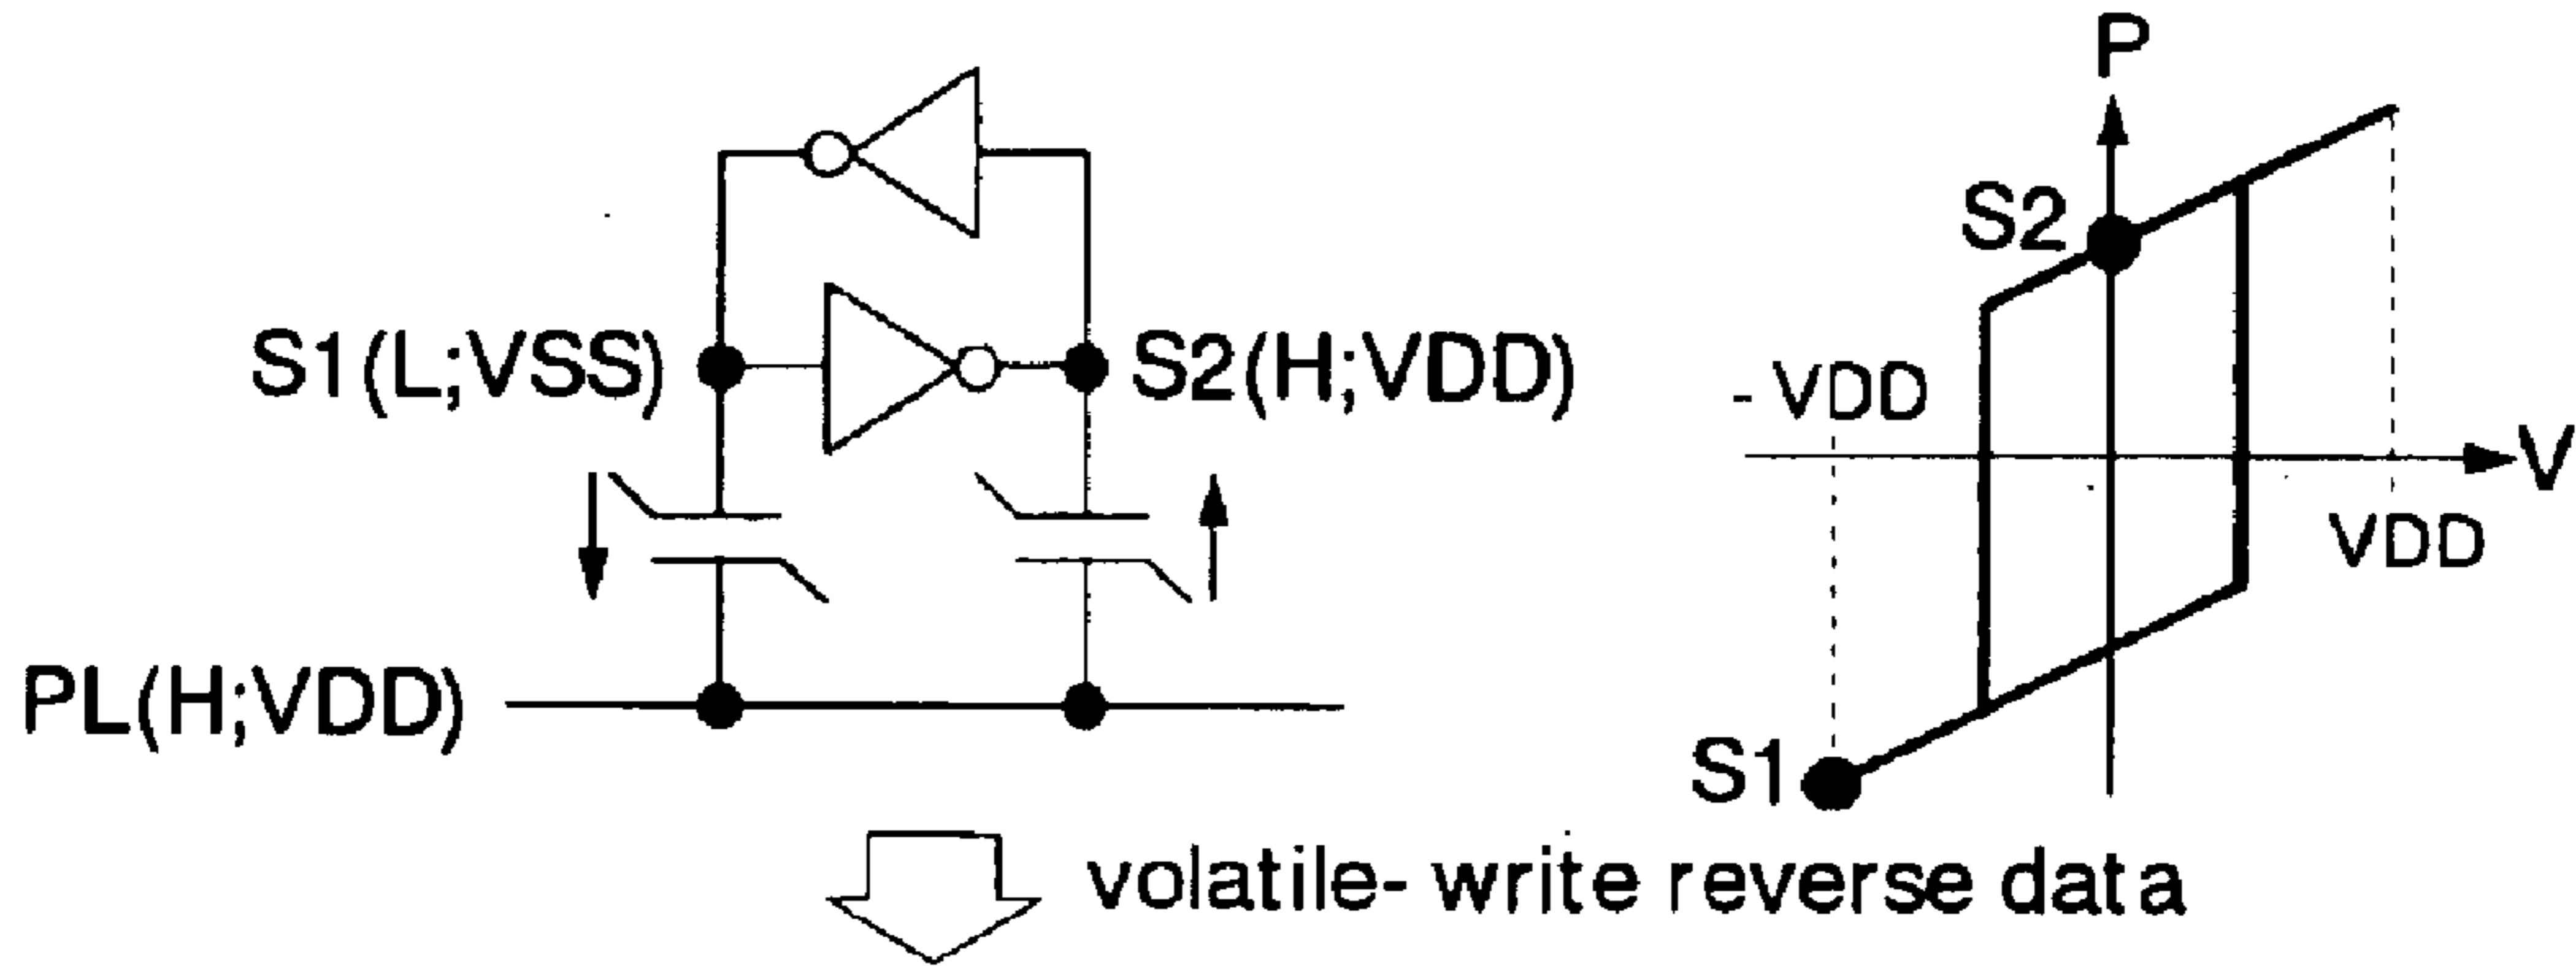 P
S2
S1(L;VSS)
S2(H;VDD)
- VDD
V
VDD
PL(H;VDD)
S1
volatile- write reverse data